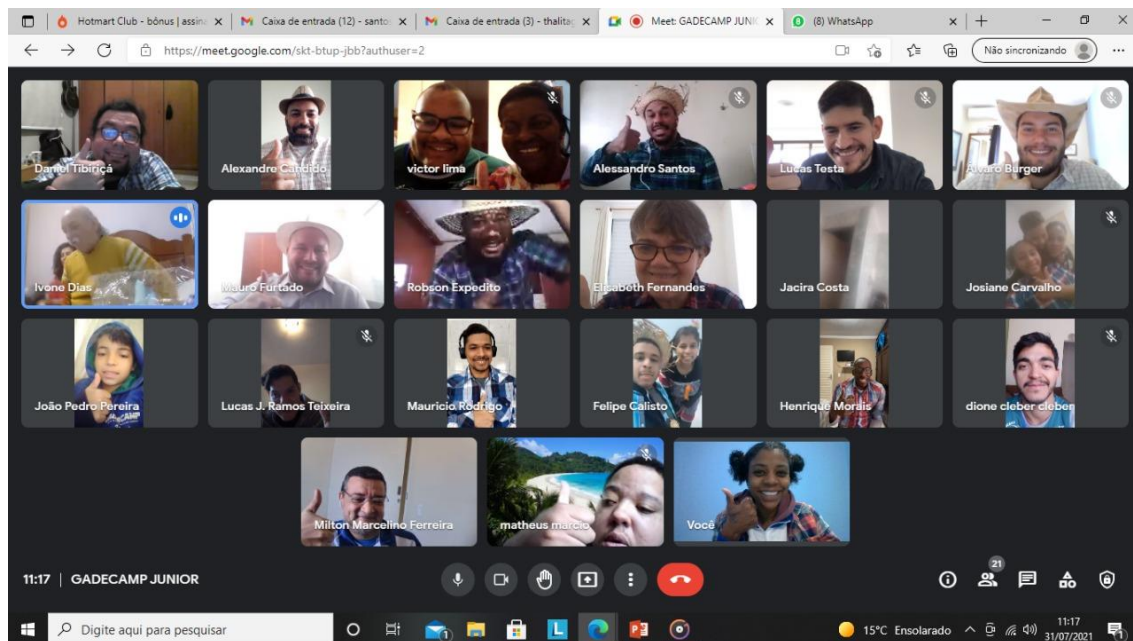 Hotmart Club - bônus | assina
Caixa de entrada (12) - santo
Caixa de entrada (3) - thalitag
Meet: GADECAMP JUNI
(8) WhatsApp
https://meet.google.com/skt-btup-jbb?authuser=2
Não sincronizando
Daniel Tibiriçá
Alexandre Candido
victor lima
Alessandro Santos
Lucas Testa
Alvaro Burger
Ivone Dias
Mauro Furtado
Robson Expedito
Elisabeth Fernandes
Jacira Costa
Josiane Carvalho
João Pedro Pereira
Lucas J. Ramos Teixeira
Mauricio Rodrigo
Felipe Calisto
Henrique Morais
dione cleber cleber
Milton Marcelino Ferreira
matheus marcio
Você
11:17 | GADECAMP JUNIOR
21
Digite aqui para pesquisar
15°C Ensolarado
11:17
31/07/2021